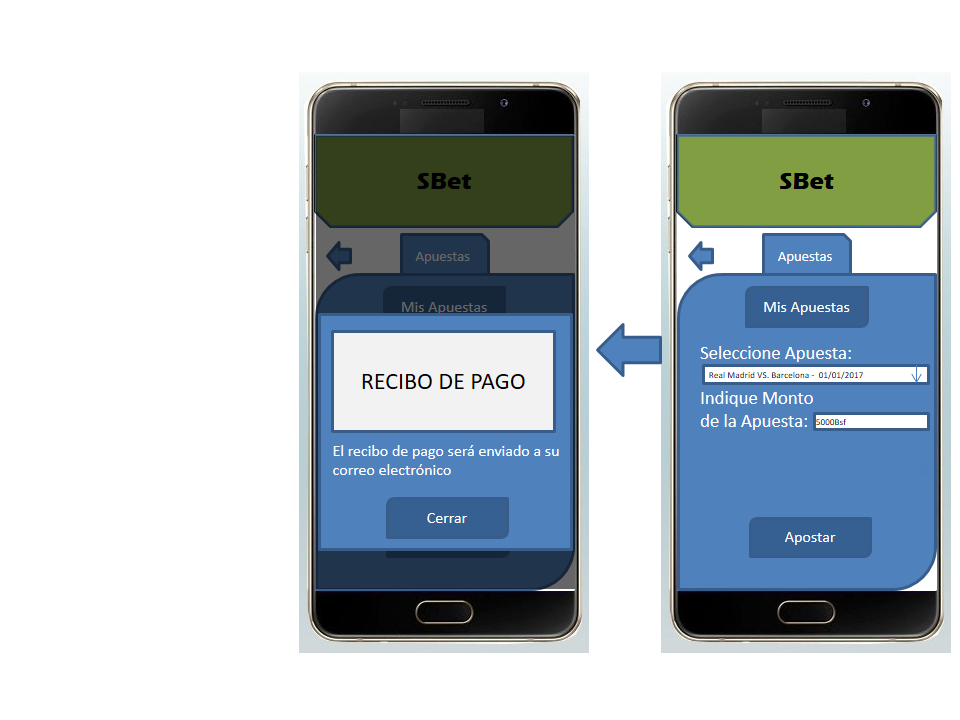 SBet
Apuestas
Mis Apuestas
RECIBO DE PAGO
El recibo de pago será enviado a su
correo electrónico
Cerrar
SBet
Apuestas
Mis Apuestas
Seleccione Apuesta:
Real Madrid VS. Barcelona - 01/01/2017
Indique Monto
de la Apuesta: 5000Bsf
Apostar